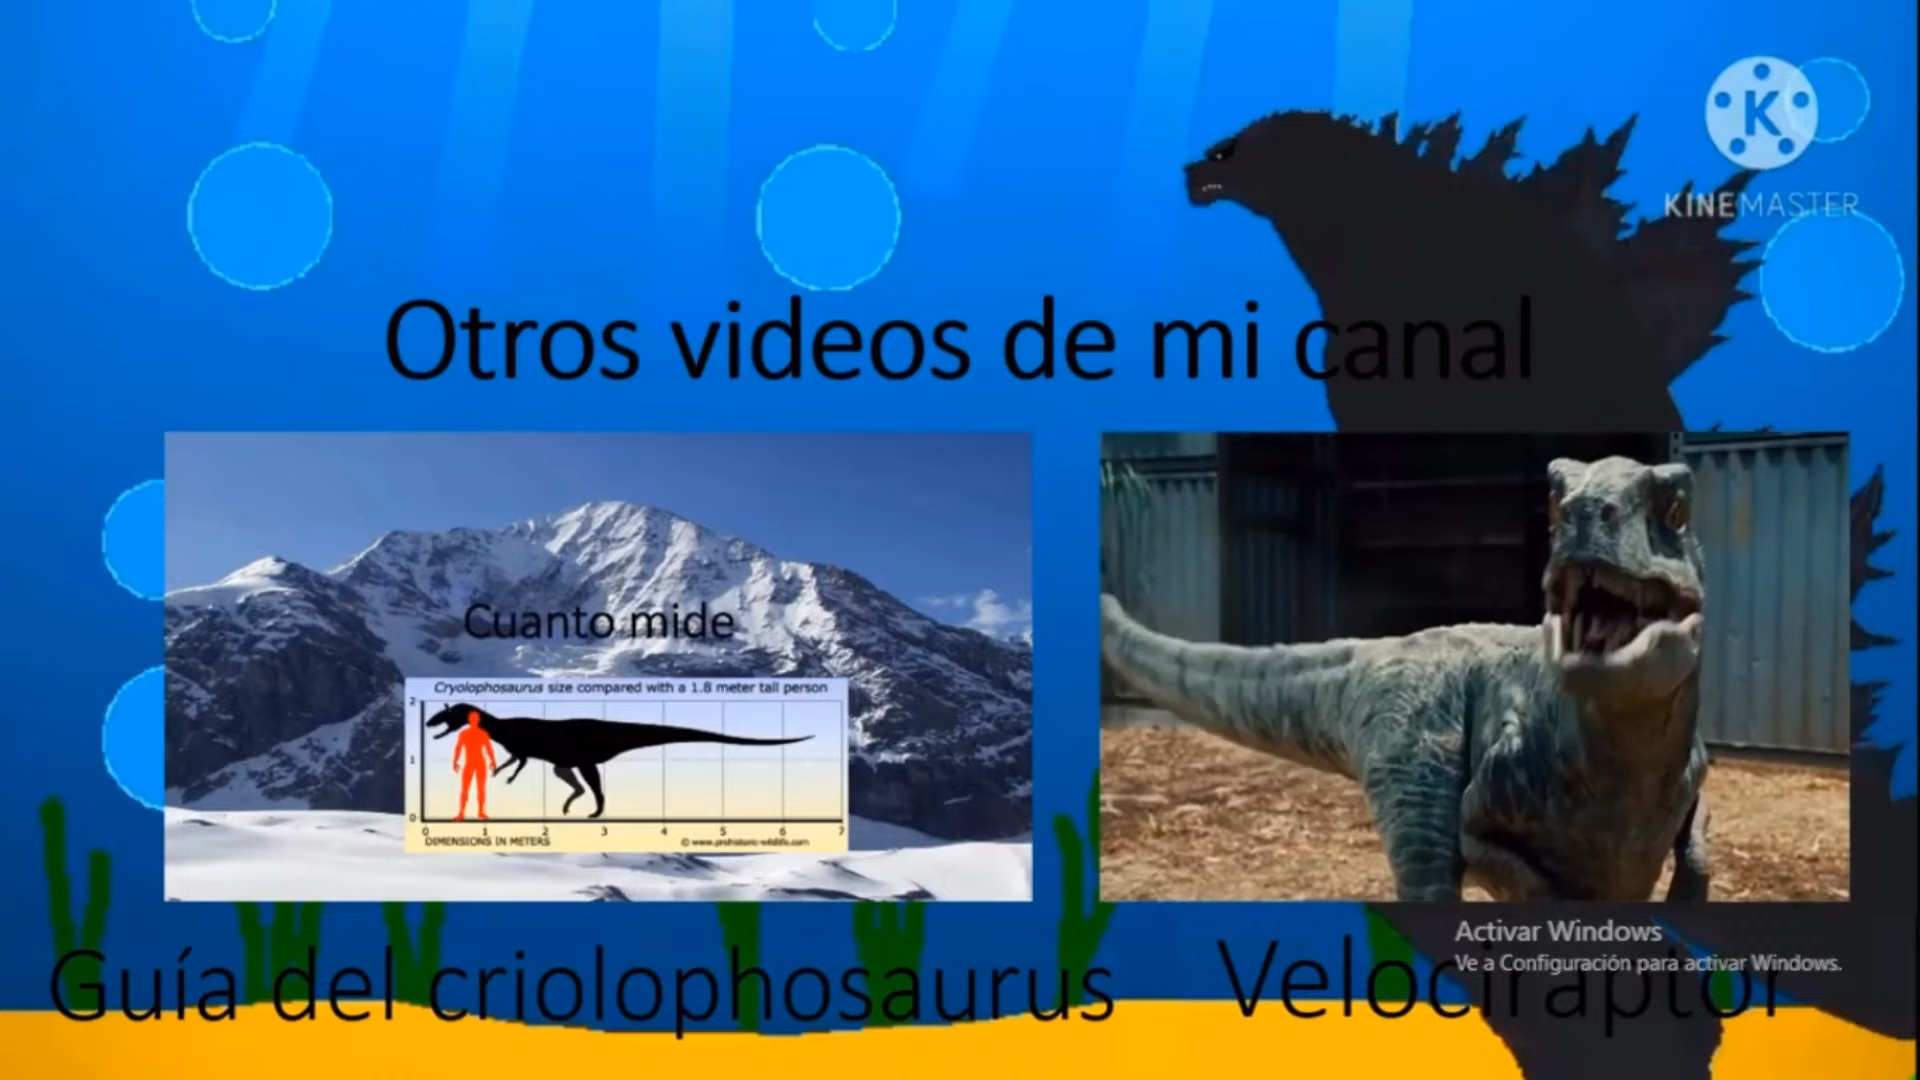 K
KINEMASTER
Otros videos de mi canal
Cuanto mide
Cryolophosaurus size compared with a 1.8 meter tall person
2
1
0
0 1 2 3 4 5 6 7
DIMENSIONS IN METERS
© www.prehistoric-wildlife.com
Guía del criolophosaurus
Velociraptor
Activar Windows
Ve a Configuración para activar Windows.